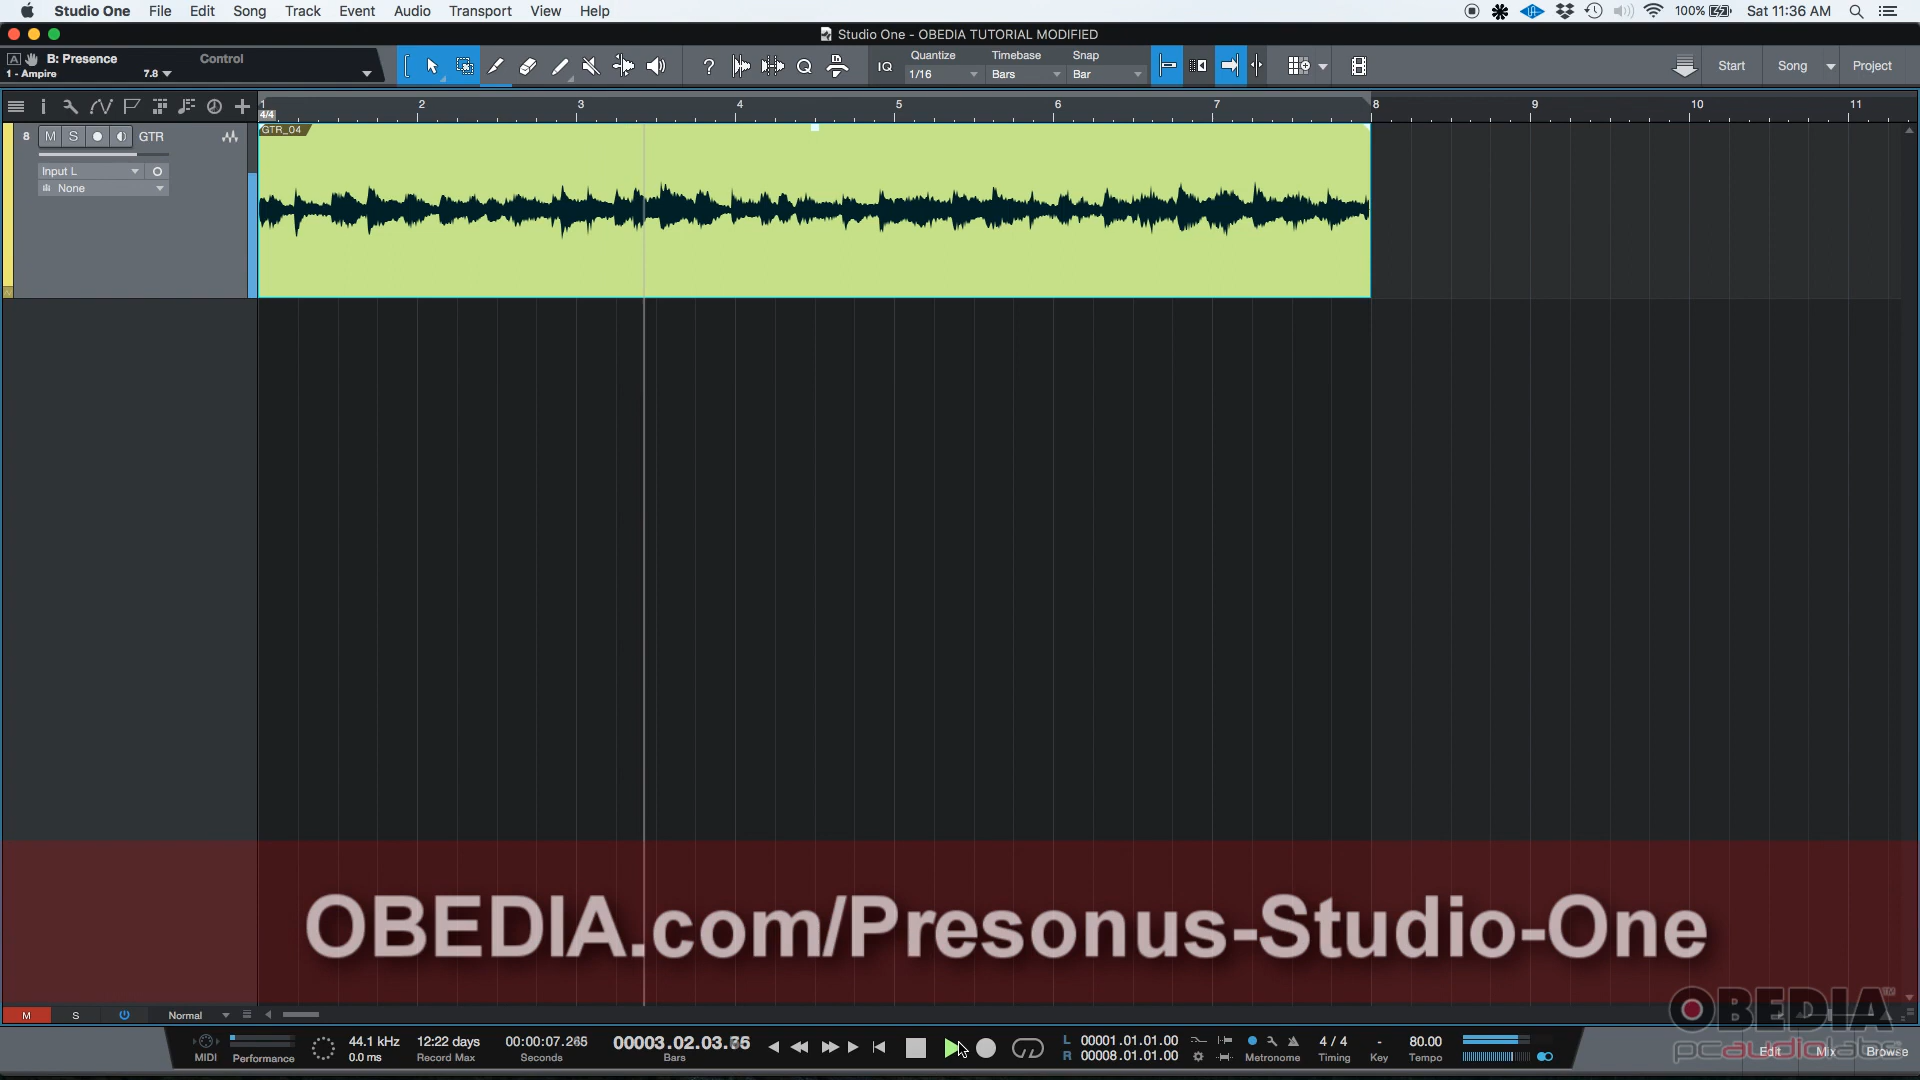 Studio One File Edit Song Track Event Audio Transport View Help 100% Sat 11:36 AM
Studio One - OBEDIA TUTORIAL MODIFIED
A B: Presence Control
1 - Ampire 7.8
IQ Quantize Timebase Snap
1/16 Bars Bar
Start Song Project
1 2 3 4 5 6 7 8 9 10 11
4/4
GTR_04
8 M S GTR
Input L
None
OBEDIA.com/Presonus-Studio-One
M S Normal
OBEDIA
pcaudiolabs
MIDI Performance
44.1 kHz 12:22 days 00:00:07.265
0.0 ms Record Max Seconds Bars
L 00001.01.01.00
R 00008.01.01.00
Metronome 4 / 4 Timing - Key 80.00 Tempo
Edit Mix Browse